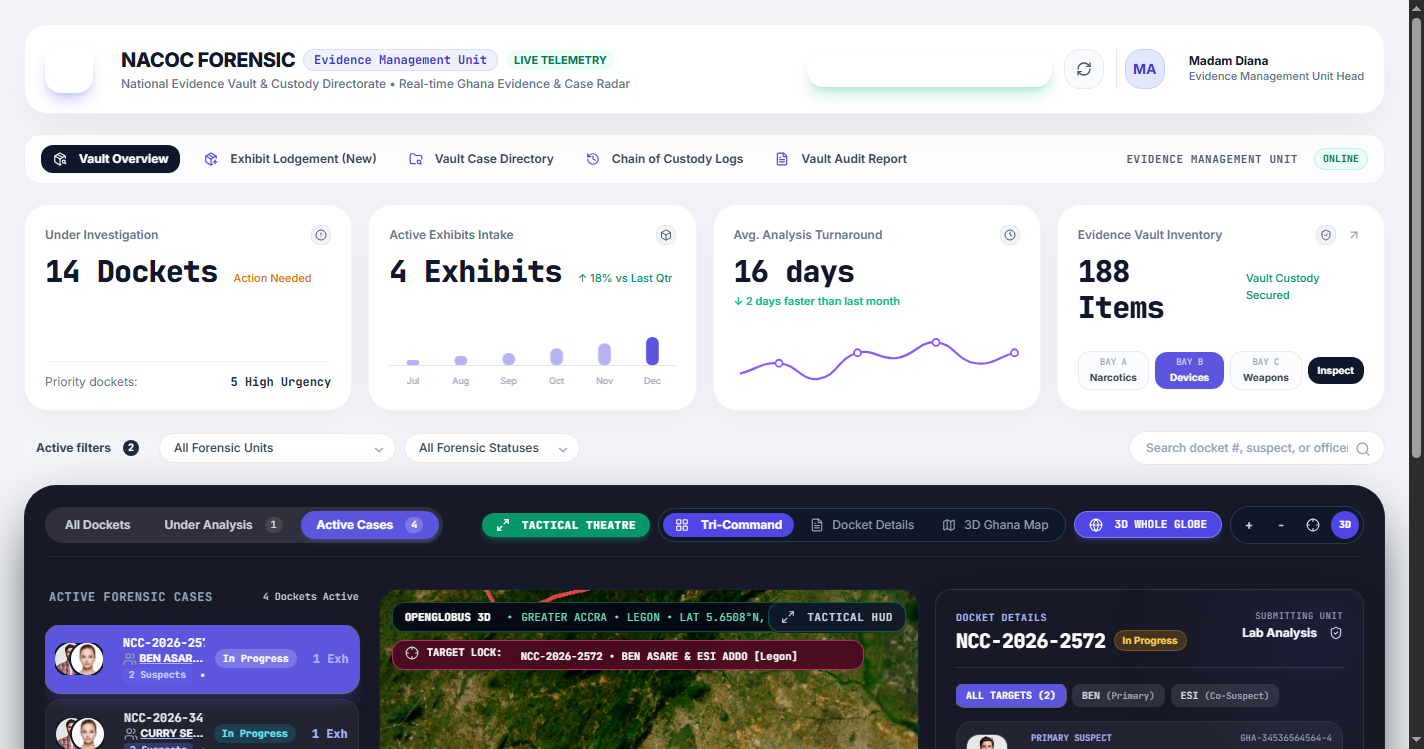 NACOC FORENSIC Evidence Management Unit LIVE TELEMETRY
National Evidence Vault & Custody Directorate • Real-time Ghana Evidence & Case Radar
MA
Madam Diana
Evidence Management Unit Head
Vault Overview Exhibit Lodgement (New) Vault Case Directory Chain of Custody Logs Vault Audit Report EVIDENCE MANAGEMENT UNIT ONLINE
Under Investigation
14 Dockets Action Needed
Priority dockets: 5 High Urgency
Active Exhibits Intake
4 Exhibits ↑ 18% vs Last Qtr
Jul Aug Sep Oct Nov Dec
Avg. Analysis Turnaround
16 days
↓ 2 days faster than last month
Evidence Vault Inventory
188 Items
Vault Custody Secured
BAY A Narcotics
BAY B Devices
BAY C Weapons
Inspect
Active filters 2 All Forensic Units All Forensic Statuses Search docket #, suspect, or officer
All Dockets Under Analysis 1 Active Cases 4 TACTICAL THEATRE Tri-Command Docket Details 3D Ghana Map 3D WHOLE GLOBE + - 3D
ACTIVE FORENSIC CASES 4 Dockets Active
NCC-2026-257
BEN ASAR... In Progress 1 Exh
2 Suspects •
NCC-2026-34
CURRY SE... In Progress 1 Exh
2 Suspects
OPENGLOBUS 3D • GREATER ACCRA • LEGON • LAT 5.6508°N, TACTICAL HUD
TARGET LOCK: NCC-2026-2572 • BEN ASARE & ESI ADDO [Legon]
DOCKET DETAILS
NCC-2026-2572 In Progress
SUBMITTING UNIT
Lab Analysis
ALL TARGETS (2) BEN (Primary) ESI (Co-Suspect)
PRIMARY SUSPECT GHA-34536564564-4